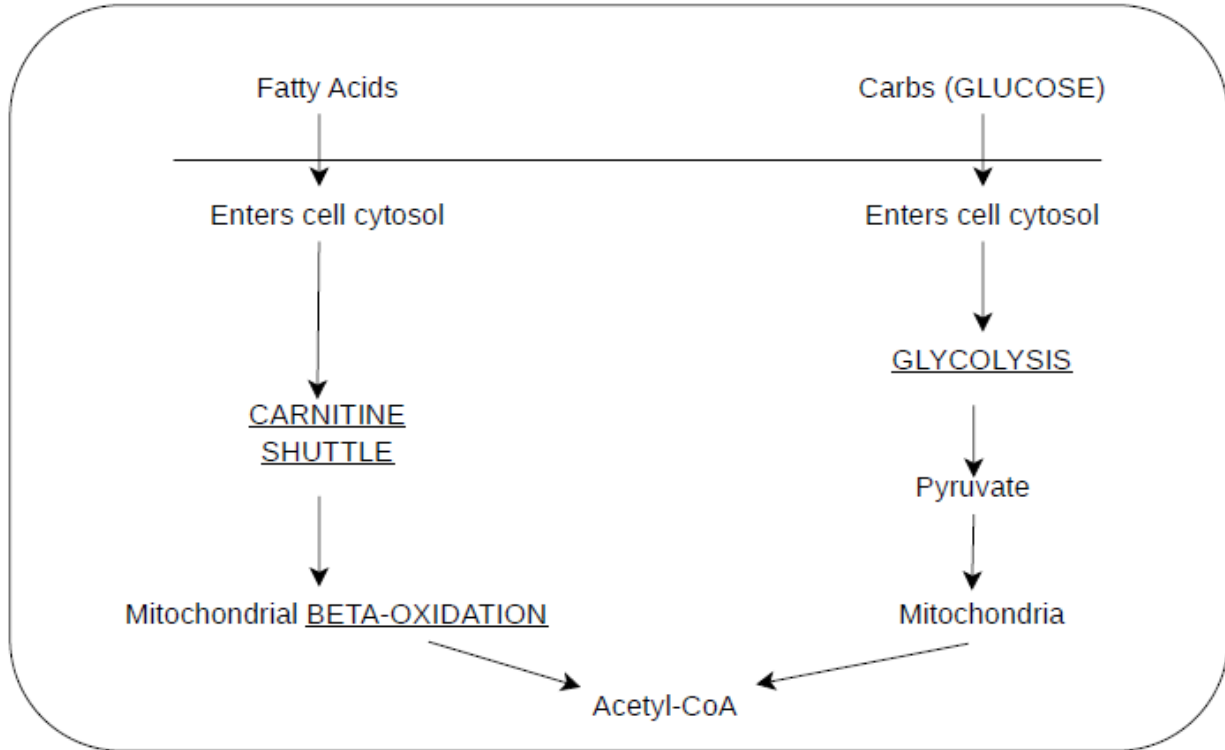 Fatty Acids
Carbs (GLUCOSE)
Enters cell cytosol
Enters cell cytosol
GLYCOLYSIS
CARNITINE
SHUTTLE
Pyruvate
Mitochondrial BETA-OXIDATION
Mitochondria
Acetyl-CoA